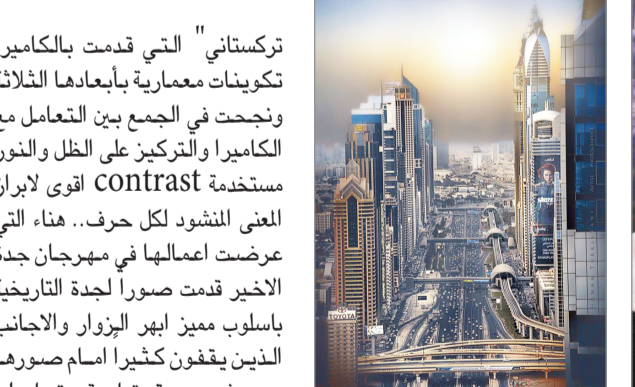 تركستاني" التي قدمت بالكاميرا
تكوينات معمارية بأبعادها الثلاثة
ونجحت في الجمع بين التعامل مع
الكاميرا والتركيز على الظل والنور
مستخدمة contrast اقوى لابراز
المعنى المنشود لكل حرف.. هناء التي
عرضت اعمالها في مهرجان جدة
الاخير قدمت صوراً لجدة التاريخية
باسلوب مميز ابهر الزوار والاجانب
الذين يقفون كثيراً امام صورها
TOYOTA